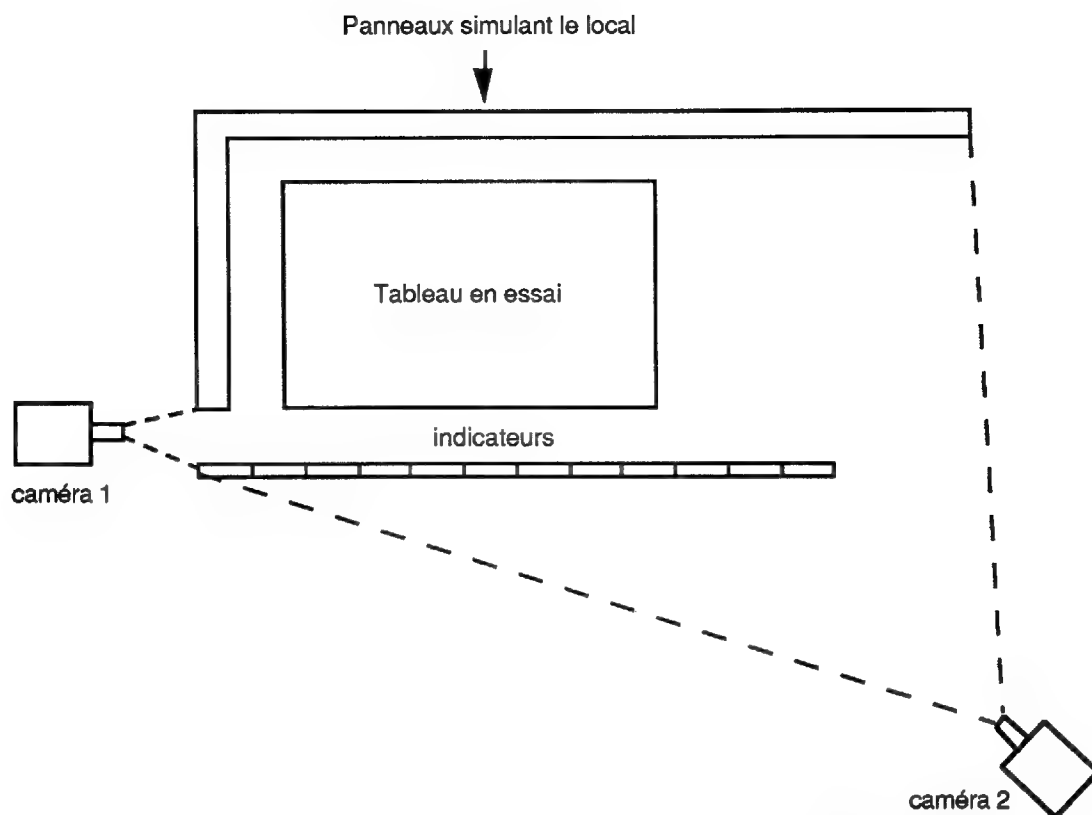 Panneaux simulant le local
Tableau en essai
indicateurs
caméra 1
caméra 2